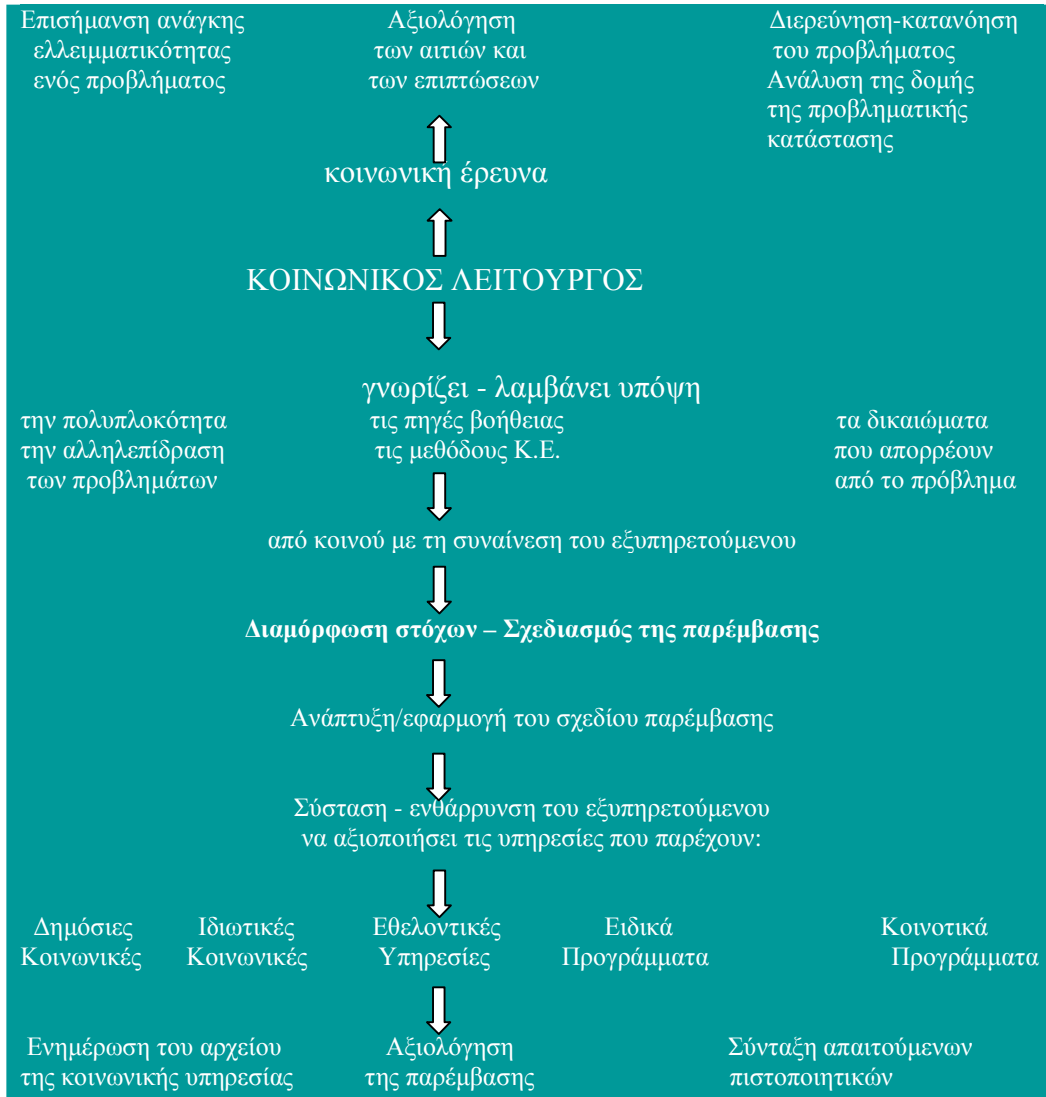 Επισήμανση ανάγκης
ελλειμματικότητας
ενός προβλήματος
Αξιολόγηση
των αιτιών και
των επιπτώσεων
Διερεύνηση-κατανόηση
του προβλήματος
Ανάλυση της δομής
της προβληματικής
κατάστασης
κοινωνική έρευνα
ΚΟΙΝΩΝΙΚΟΣ ΛΕΙΤΟΥΡΓΟΣ
γνωρίζει - λαμβάνει υπόψη
την πολυπλοκότητα
την αλληλεπίδραση
των προβλημάτων
τις πηγές βοήθειας
τις μεθόδους Κ.Ε.
τα δικαιώματα
που απορρέουν
από το πρόβλημα
από κοινού με τη συναίνεση του εξυπηρετούμενου
Διαμόρφωση στόχων – Σχεδιασμός της παρέμβασης
Ανάπτυξη/εφαρμογή του σχεδίου παρέμβασης
Σύσταση - ενθάρρυνση του εξυπηρετούμενου
να αξιοποιήσει τις υπηρεσίες που παρέχουν:
Δημόσιες
Κοινωνικές
Ιδιωτικές
Κοινωνικές
Εθελοντικές
Υπηρεσίες
Ειδικά
Προγράμματα
Κοινοτικά
Προγράμματα
Ενημέρωση του αρχείου
της κοινωνικής υπηρεσίας
Αξιολόγηση
της παρέμβασης
Σύνταξη απαιτούμενων
πιστοποιητικών